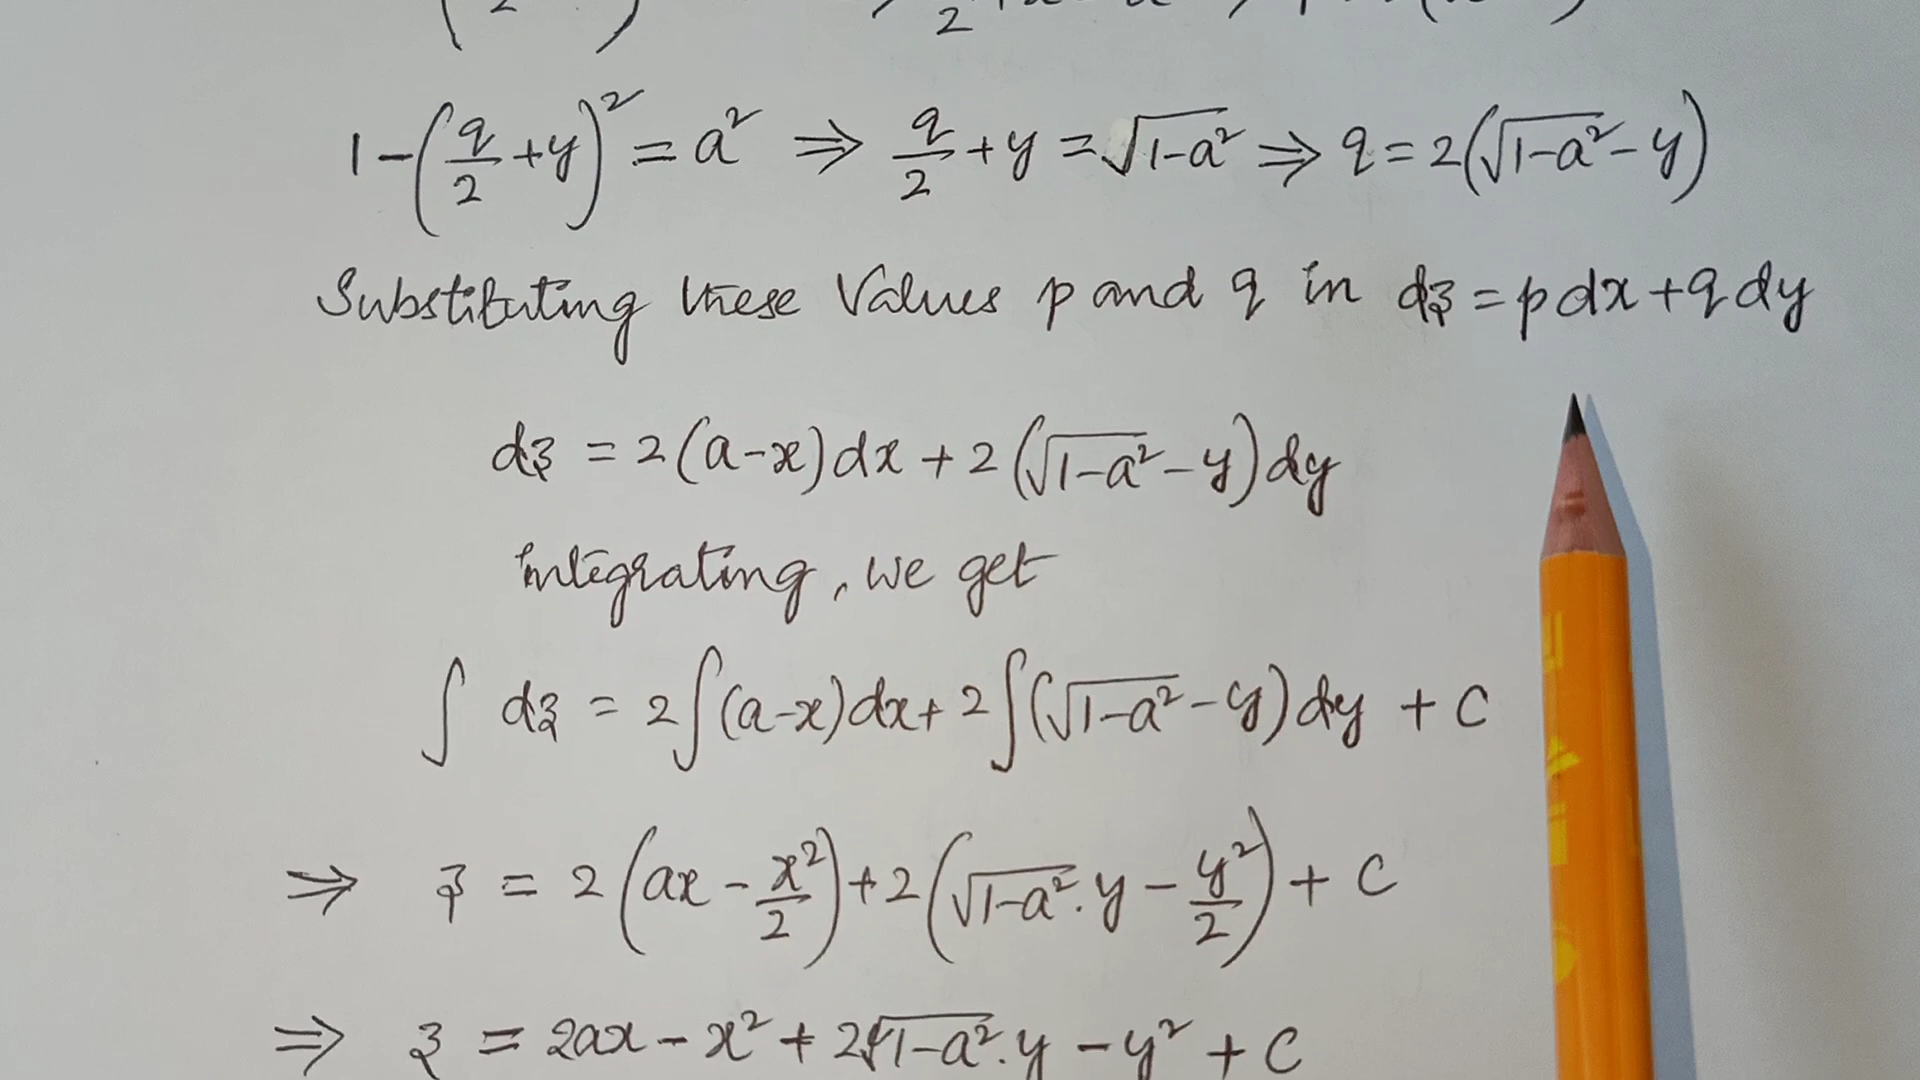 1-(q/2+y)² = a² ⇒ q/2+y = √(1-a²) ⇒ q = 2(√(1-a²)-y)
Substituting these Values p and q in dz = pdx+qdy
dz = 2(a-x)dx + 2(√(1-a²)-y)dy
integrating, we get
∫ dz = 2∫(a-x)dx + 2∫(√(1-a²)-y)dy + c
⇒ z = 2(ax - x²/2) + 2(√(1-a²).y - y²/2) + c
⇒ z = 2ax - x² + 2√(1-a²).y - y² + c